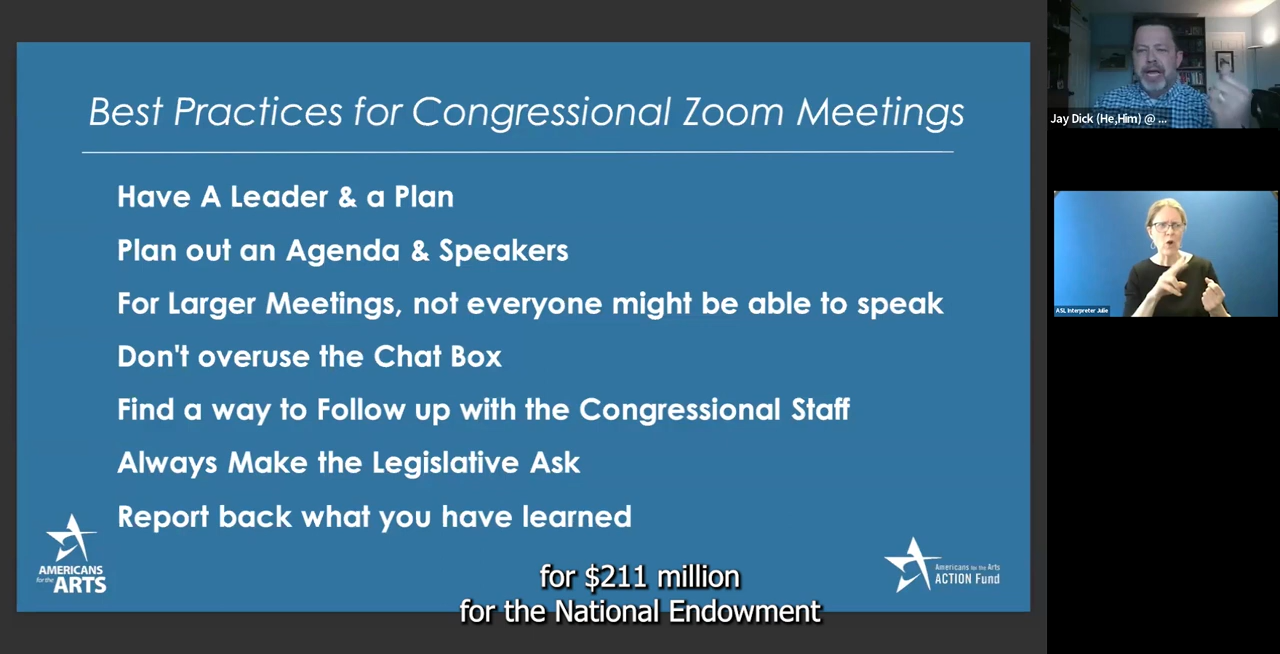 Best Practices for Congressional Zoom Meetings
Have A Leader & a Plan
Plan out an Agenda & Speakers
For Larger Meetings, not everyone might be able to speak
Don't overuse the Chat Box
Find a way to Follow up with the Congressional Staff
Always Make the Legislative Ask
Report back what you have learned
AMERICANS
for the ARTS
Americans for the Arts
ACTION Fund
for $211 million
for the National Endowment
Jay Dick (He,Him) @ ...
ASL Interpreter Julie